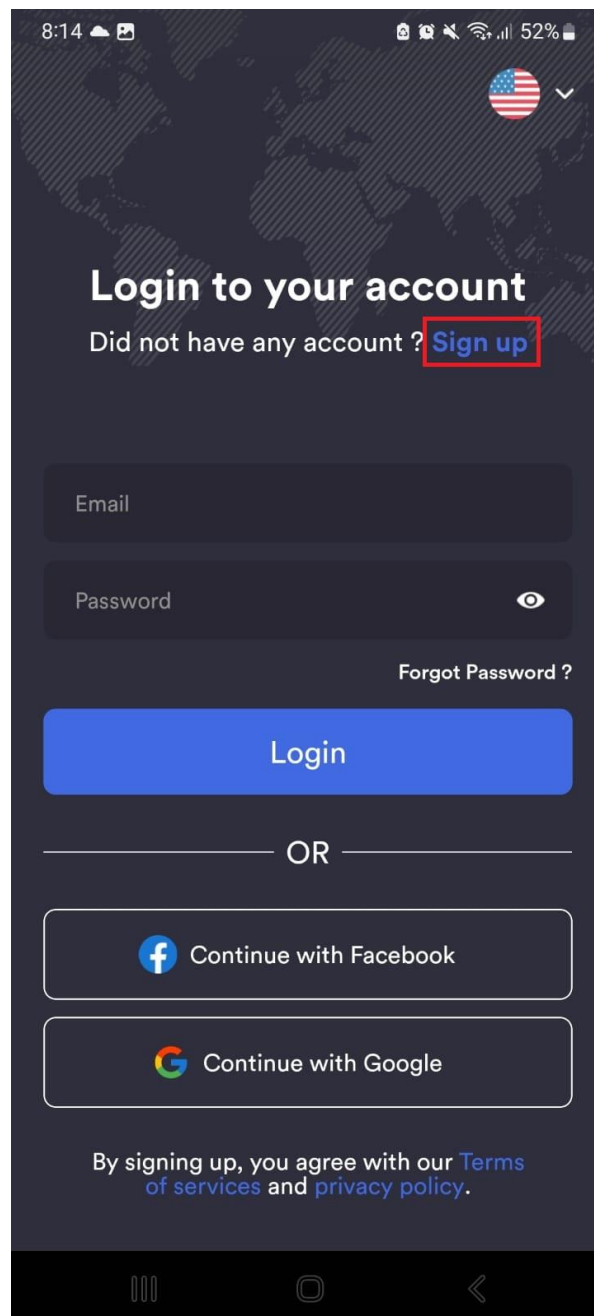 8:14 52%
Login to your account
Did not have any account ? Sign up
Email
Password
Forgot Password ?
Login
OR
Continue with Facebook
Continue with Google
By signing up, you agree with our Terms
of services and privacy policy.